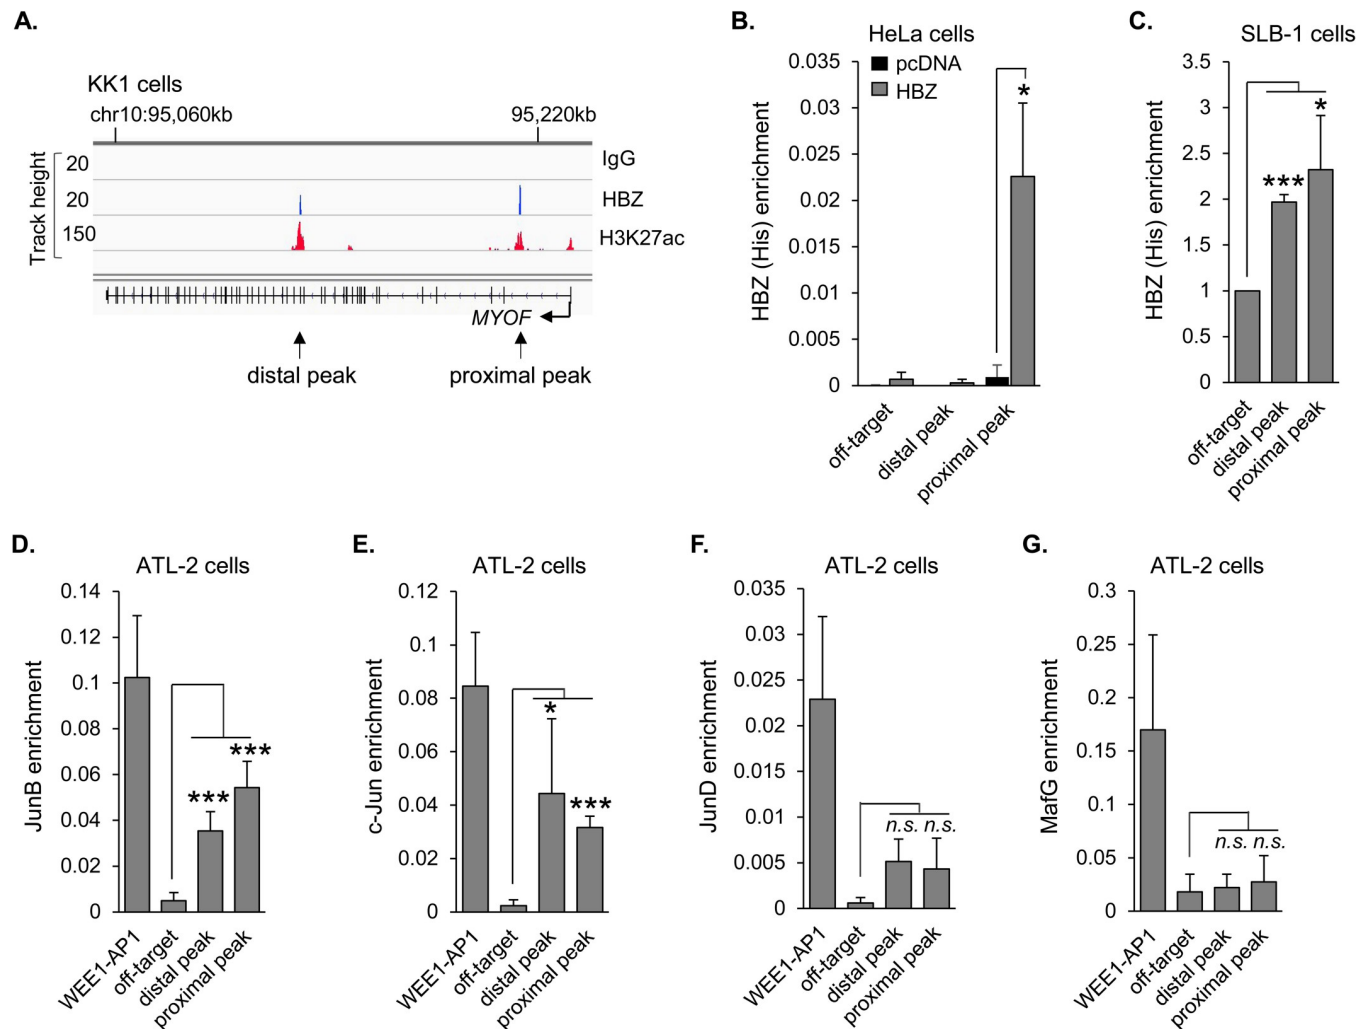 A.
KK1 cells
chr10:95,060kb 95,220kb
Track height
20 IgG
20 HBZ
150 H3K27ac
MYOF
distal peak proximal peak
B.
HeLa cells
pcDNA
HBZ
HBZ (His) enrichment
0.035
0.03
0.025
0.02
0.015
0.01
0.005
0
*
off-target
distal peak
proximal peak
C.
SLB-1 cells
HBZ (His) enrichment
3.5
3
2.5
2
1.5
1
0.5
0
***
*
off-target
distal peak
proximal peak
D.
ATL-2 cells
JunB enrichment
0.14
0.12
0.1
0.08
0.06
0.04
0.02
0
***
***
WEE1-AP1
off-target
distal peak
proximal peak
E.
ATL-2 cells
c-Jun enrichment
0.12
0.1
0.08
0.06
0.04
0.02
0
*
***
WEE1-AP1
off-target
distal peak
proximal peak
F.
ATL-2 cells
JunD enrichment
0.035
0.03
0.025
0.02
0.015
0.01
0.005
0
n.s. n.s.
WEE1-AP1
off-target
distal peak
proximal peak
G.
ATL-2 cells
MafG enrichment
0.3
0.25
0.2
0.15
0.1
0.05
0
n.s. n.s.
WEE1-AP1
off-target
distal peak
proximal peak